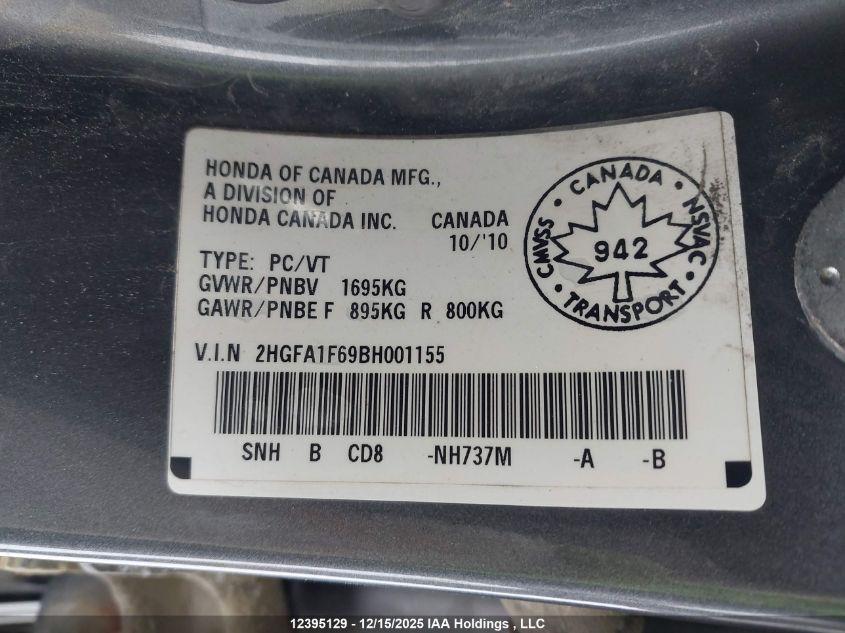 HONDA OF CANADA MFG.,
A DIVISION OF
HONDA CANADA INC. CANADA
10/'10
TYPE: PC/VT
GVWR/PNBV 1695KG
GAWR/PNBE F 895KG R 800KG
V.I.N 2HGFA1F69BH001155
SNH B CD8 -NH737M -A -B
CANADA · NSVAC · TRANSPORT · CMVSS ·
942
12395129 - 12/15/2025 IAA Holdings , LLC